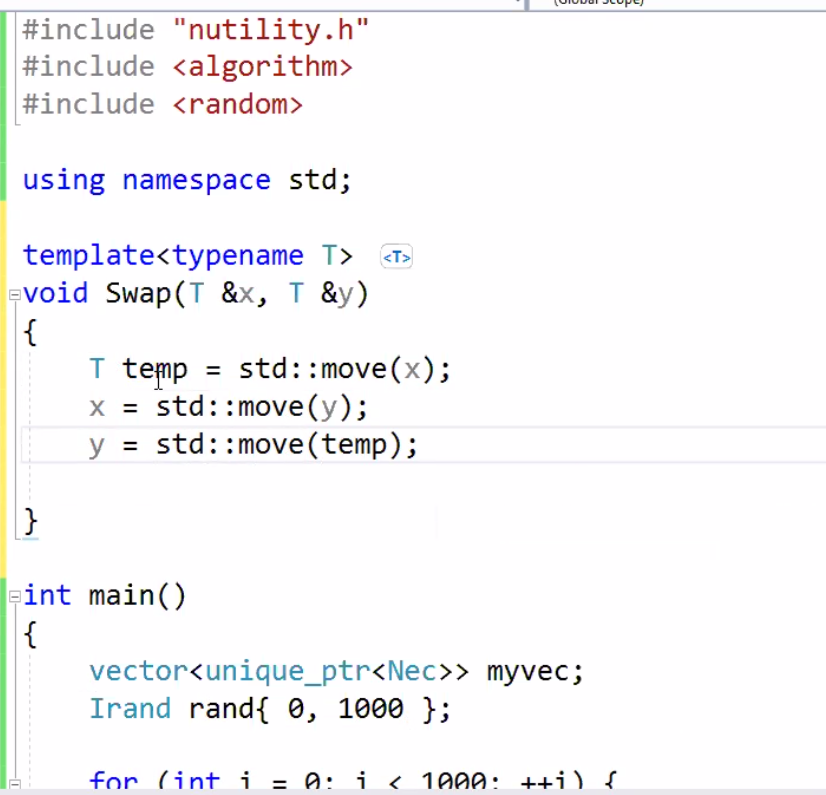 (Global Scope)
#include "nutility.h"
#include <algorithm>
#include <random>
using namespace std;
template<typename T> <T>
void Swap(T &x, T &y)
{
T temp = std::move(x);
x = std::move(y);
y = std::move(temp);
}
int main()
{
vector<unique_ptr<Nec>> myvec;
Irand rand{ 0, 1000 };
for (int i = 0; i < 1000; ++i) {